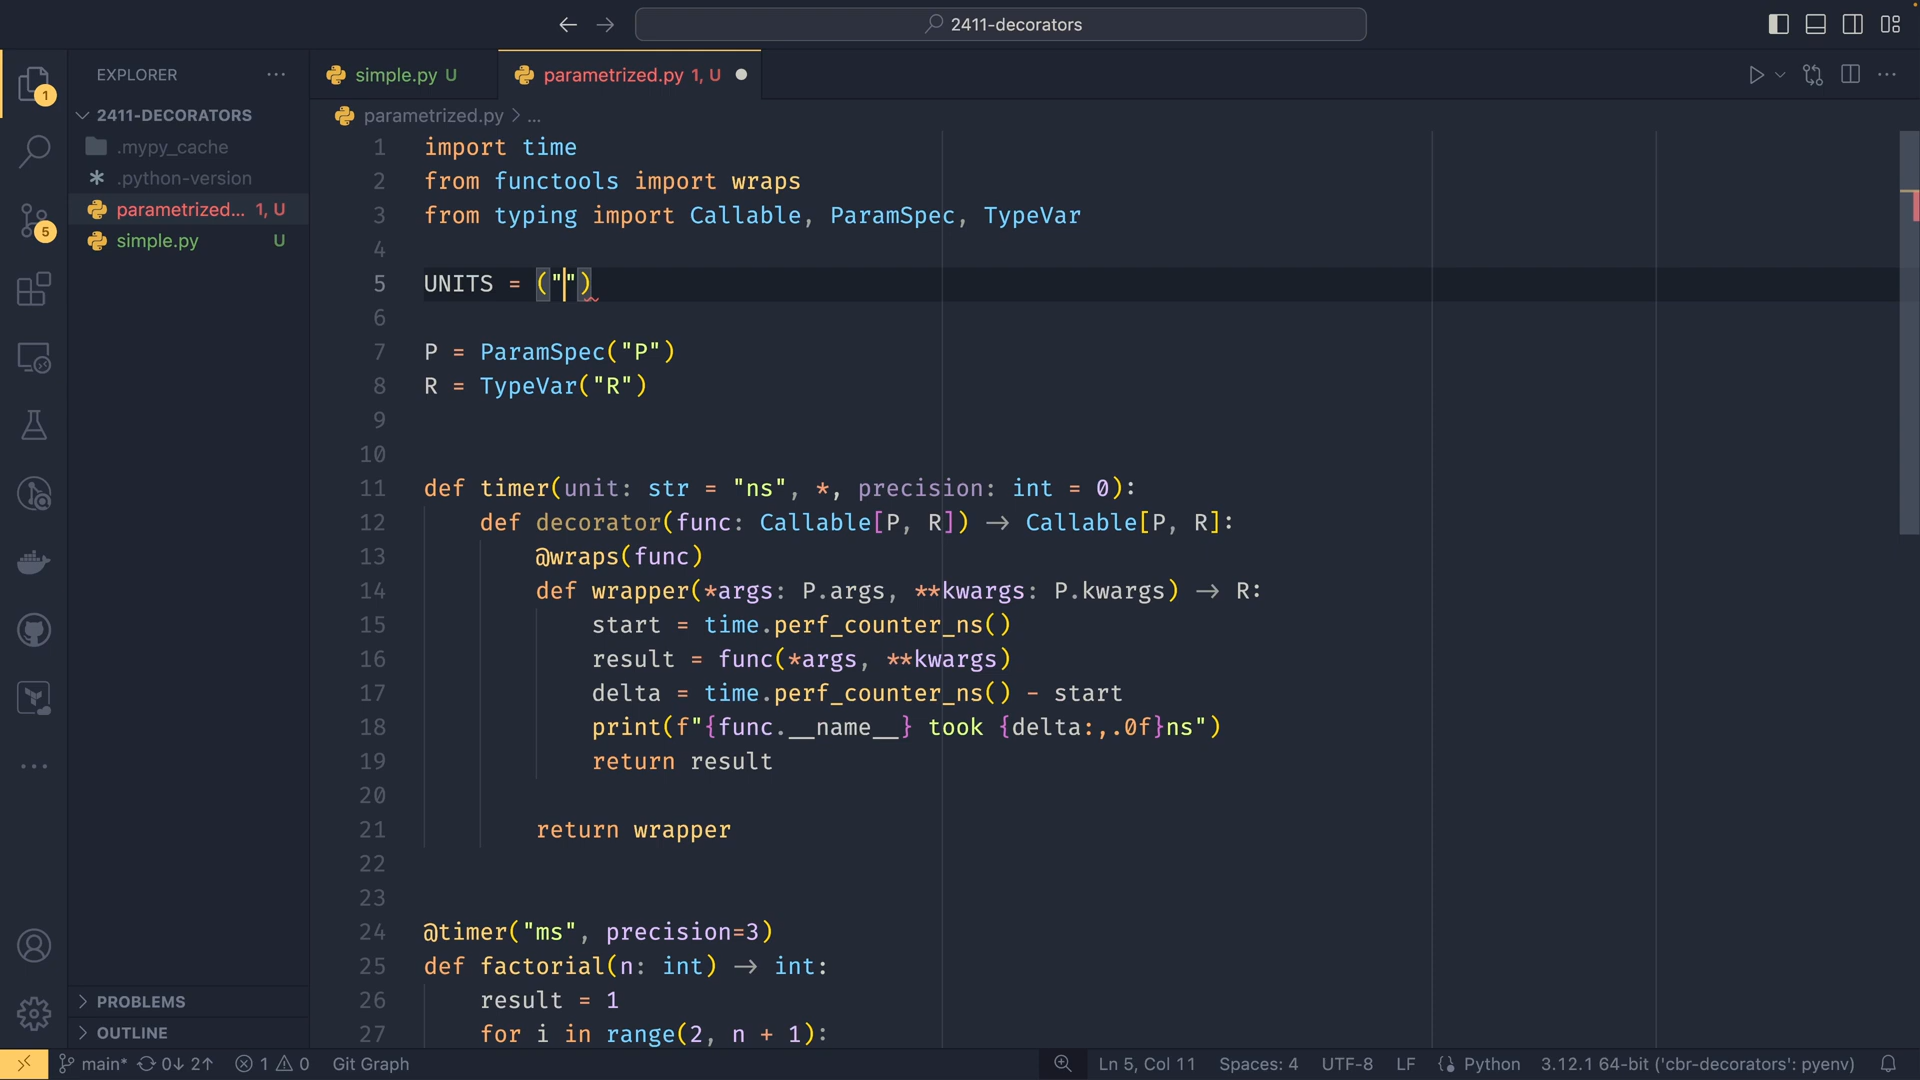 2411-decorators
EXPLORER
simple.py U
parametrized.py 1, U
1
2411-DECORATORS
parametrized.py > ...
.mypy_cache
.python-version
parametrized... 1, U
simple.py U
5
1 import time
2 from functools import wraps
3 from typing import Callable, ParamSpec, TypeVar
4
5 UNITS = ("")
6
7 P = ParamSpec("P")
8 R = TypeVar("R")
9
10
11 def timer(unit: str = "ns", *, precision: int = 0):
12 def decorator(func: Callable[P, R]) → Callable[P, R]:
13 @wraps(func)
14 def wrapper(*args: P.args, **kwargs: P.kwargs) → R:
15 start = time.perf_counter_ns()
16 result = func(*args, **kwargs)
17 delta = time.perf_counter_ns() - start
18 print(f"{func.__name__} took {delta:,.0f}ns")
19 return result
20
21 return wrapper
22
23
24 @timer("ms", precision=3)
25 def factorial(n: int) → int:
26 result = 1
27 for i in range(2, n + 1):
PROBLEMS
OUTLINE
main* 0↓ 2↑ 1 0 Git Graph Ln 5, Col 11 Spaces: 4 UTF-8 LF Python 3.12.1 64-bit ('cbr-decorators': pyenv)